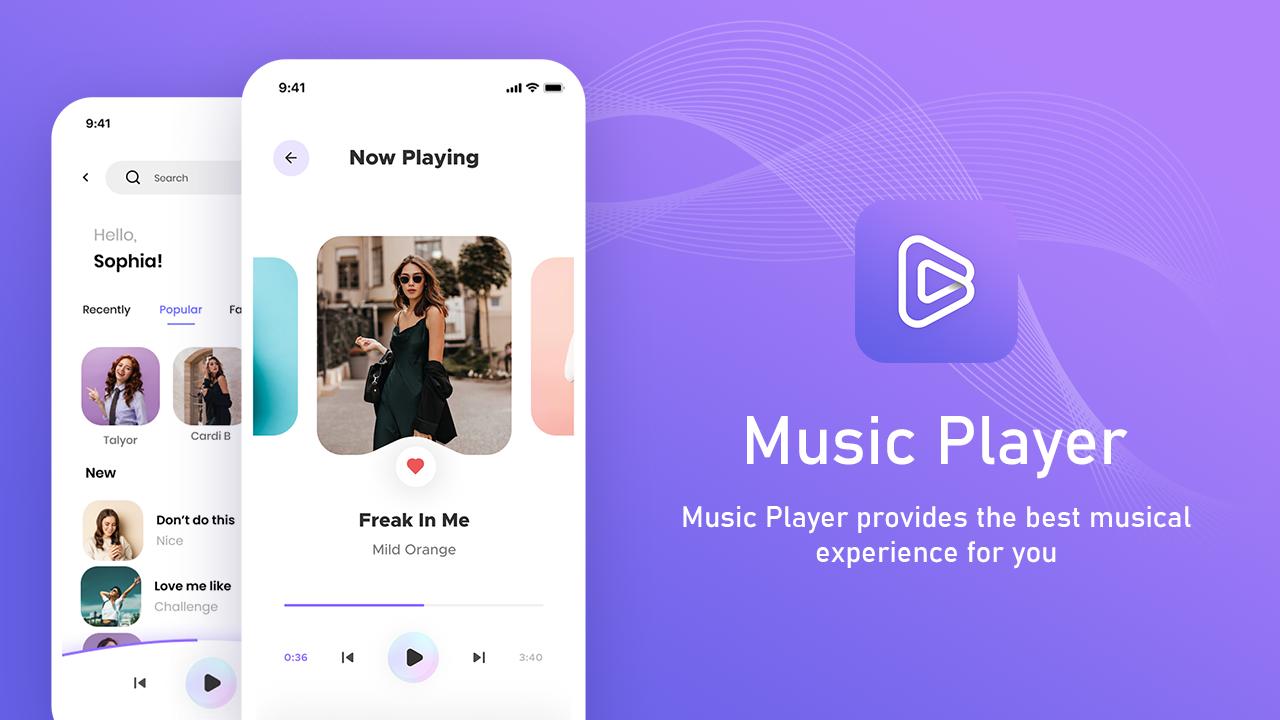 9:41
Search
Hello,
Sophia!
Recently Popular Fa
Talyor
Cardi B
New
Don't do this
Nice
Love me like
Challenge
9:41
Now Playing
Freak In Me
Mild Orange
0:36
3:40
Music Player
Music Player provides the best musical
experience for you